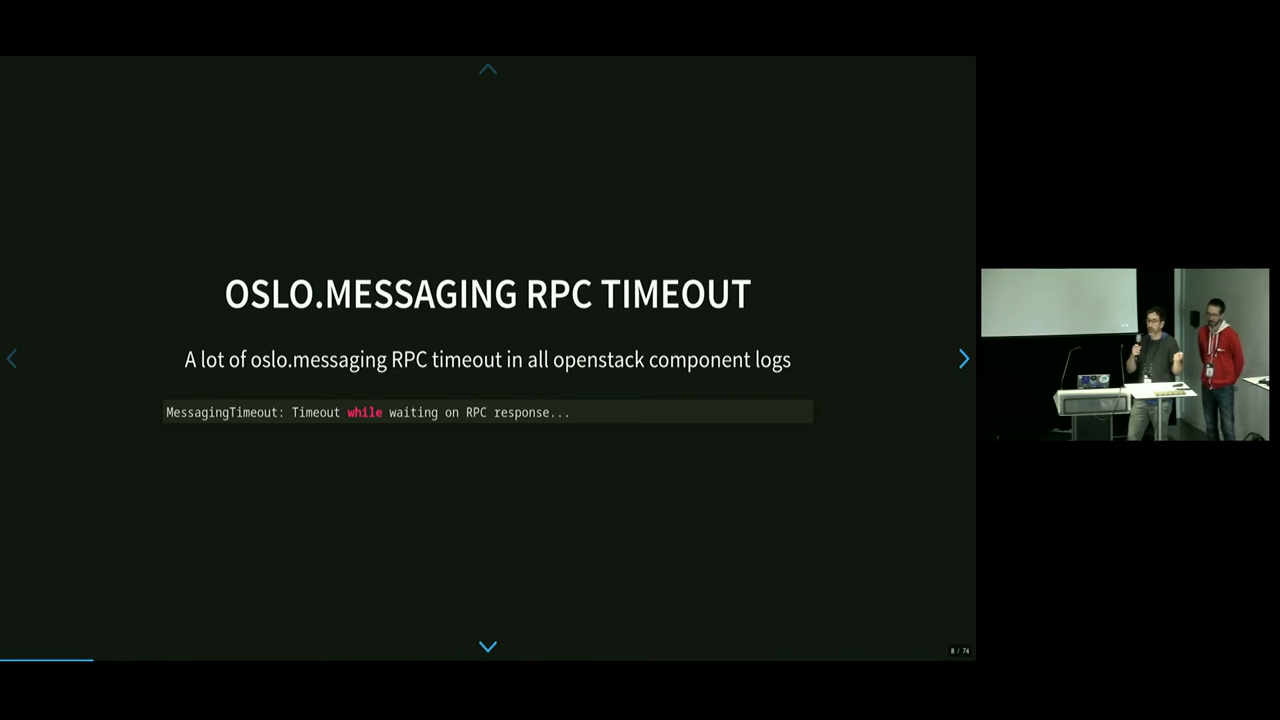 OSLO.MESSAGING RPC TIMEOUT
A lot of oslo.messaging RPC timeout in all openstack component logs
MessagingTimeout: Timeout while waiting on RPC response...
8 / 74